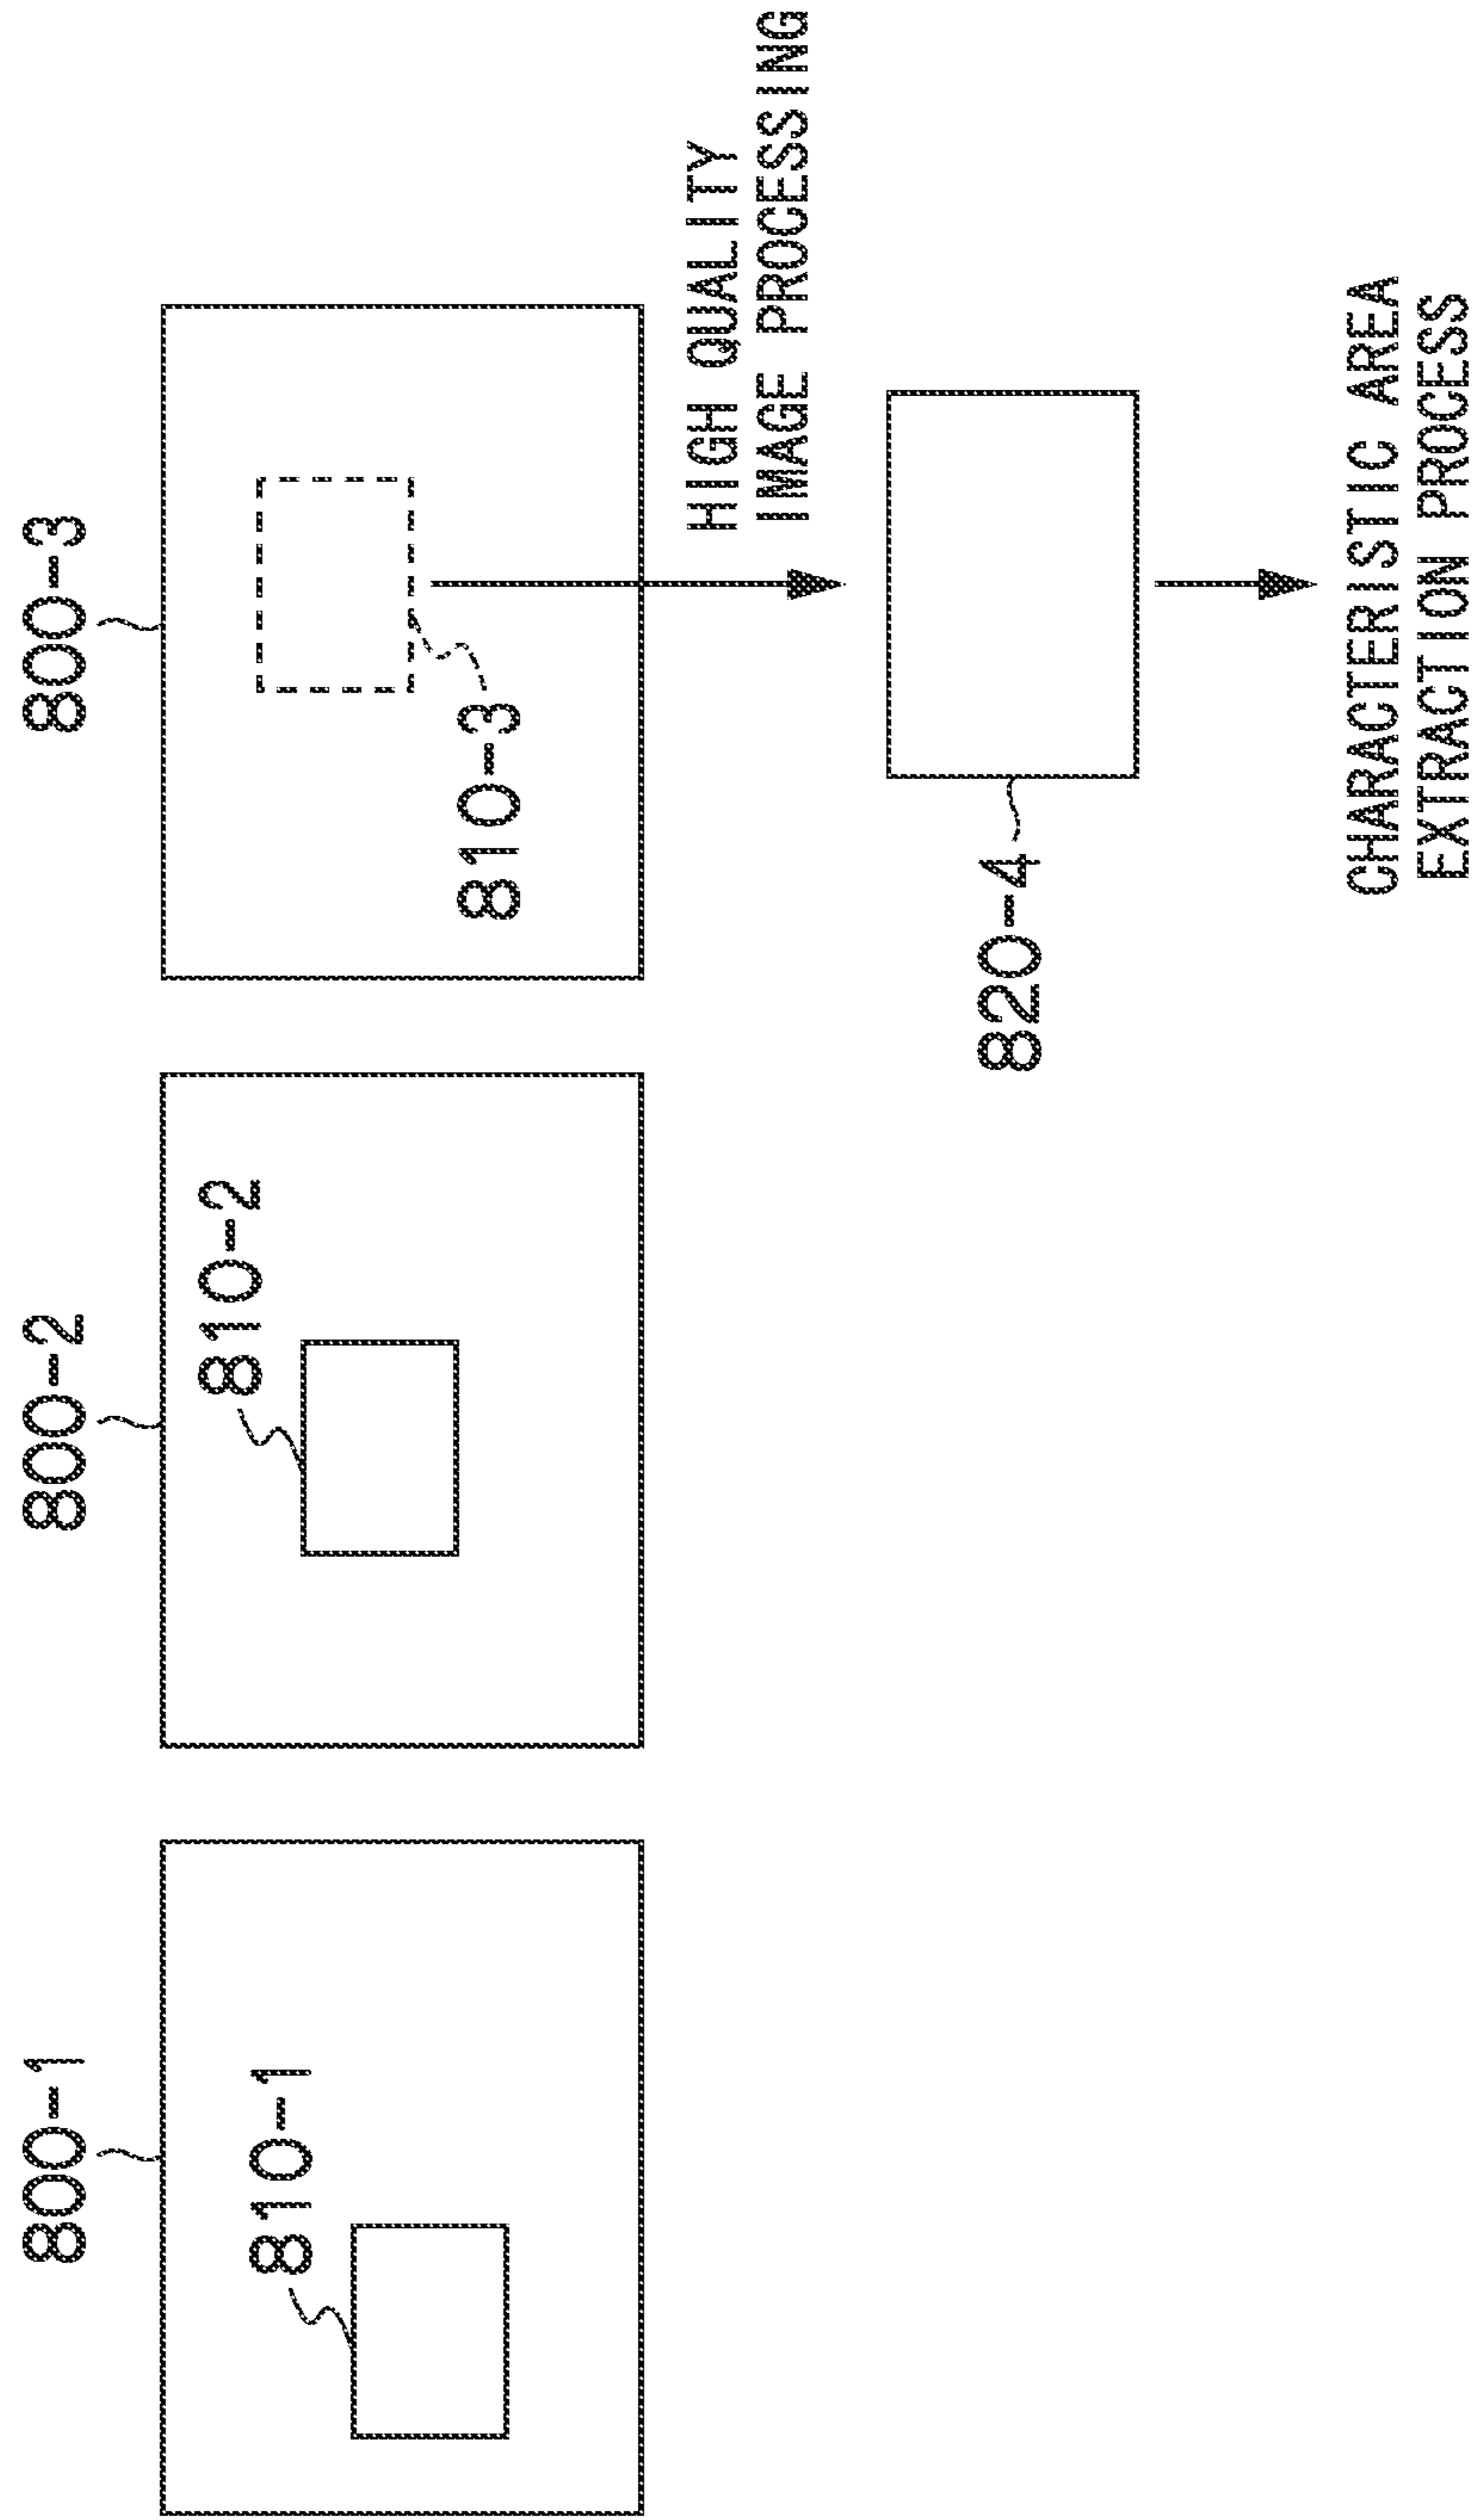 800-1
800-2
800-3
810-1
810-2
810-3
HIGH QUALITY
IMAGE PROCESSING
820-4
CHARACTERISTIC AREA
EXTRACTION PROCESS